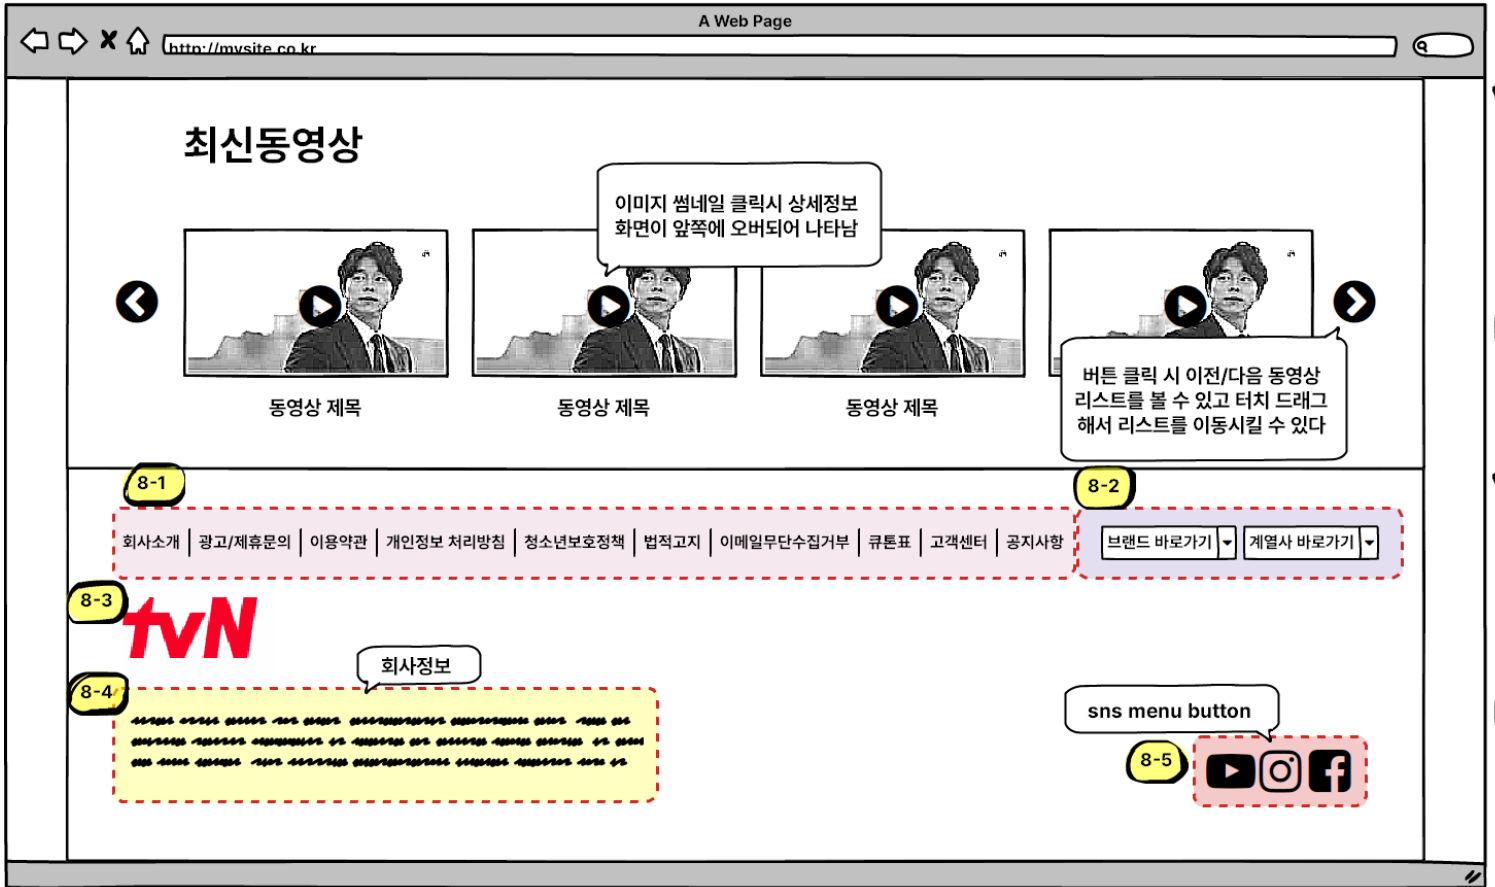 A Web Page
http://mysite.co.kr
최신동영상
이미지 썸네일 클릭시 상세정보
화면이 앞쪽에 오버되어 나타남
버튼 클릭 시 이전/다음 동영상
리스트를 볼 수 있고 터치 드래그
해서 리스트를 이동시킬 수 있다
동영상 제목
동영상 제목
동영상 제목
8-1
8-2
회사소개 | 광고/제휴문의 | 이용약관 | 개인정보 처리방침 | 청소년보호정책 | 법적고지 | 이메일무단수집거부 | 큐톤표 | 고객센터 | 공지사항
브랜드 바로가기
계열사 바로가기
8-3
tvN
회사정보
8-4
sns menu button
8-5